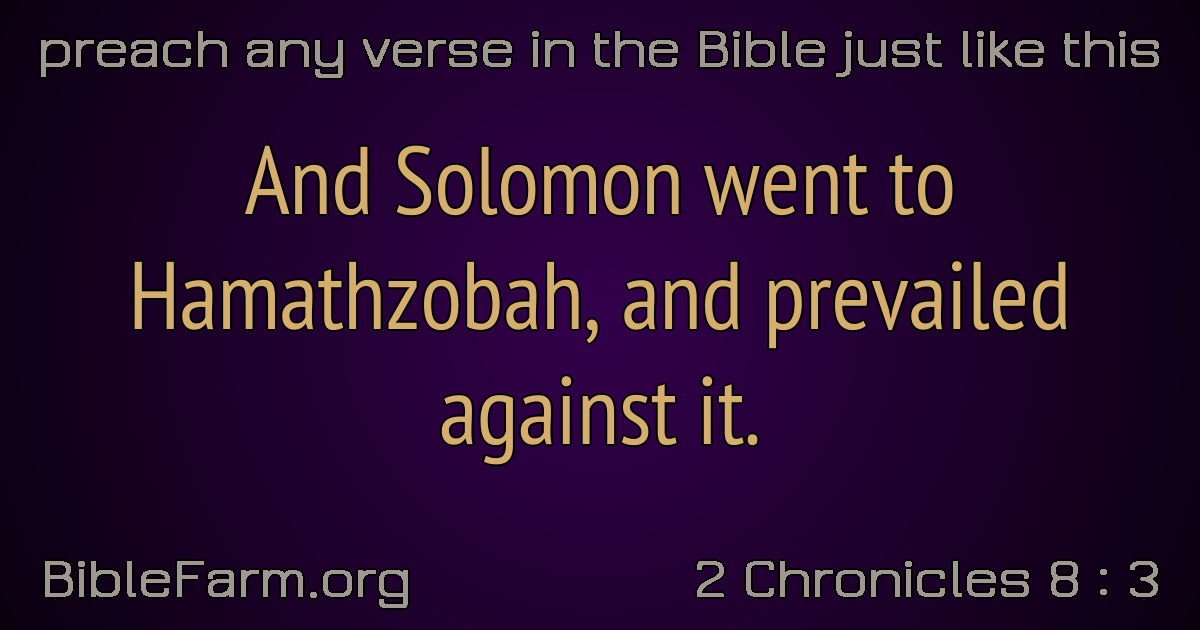 preach any verse in the Bible just like this
And Solomon went to
Hamathzobah, and prevailed
against it.
BibleFarm.org
2 Chronicles 8 : 3